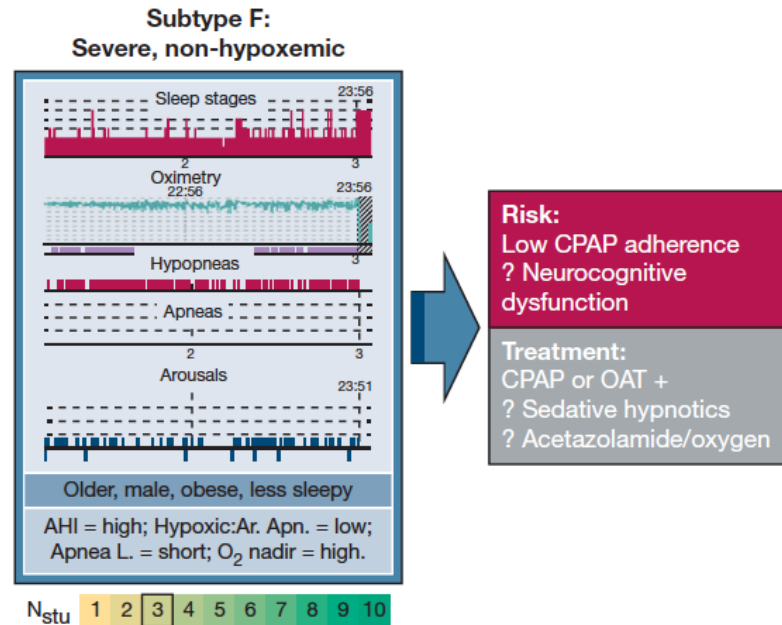 Subtype F:
Severe, non-hypoxemic
23:56
Sleep stages
2 3
Oximetry
22:56 23:56
3
Hypopneas
Apneas
2 3
Arousals
23:51
Older, male, obese, less sleepy
AHI = high; Hypoxic:Ar. Apn. = low;
Apnea L. = short; O₂ nadir = high.
N_stu 1 2 3 4 5 6 7 8 9 10
Risk:
Low CPAP adherence
? Neurocognitive
dysfunction
Treatment:
CPAP or OAT +
? Sedative hypnotics
? Acetazolamide/oxygen